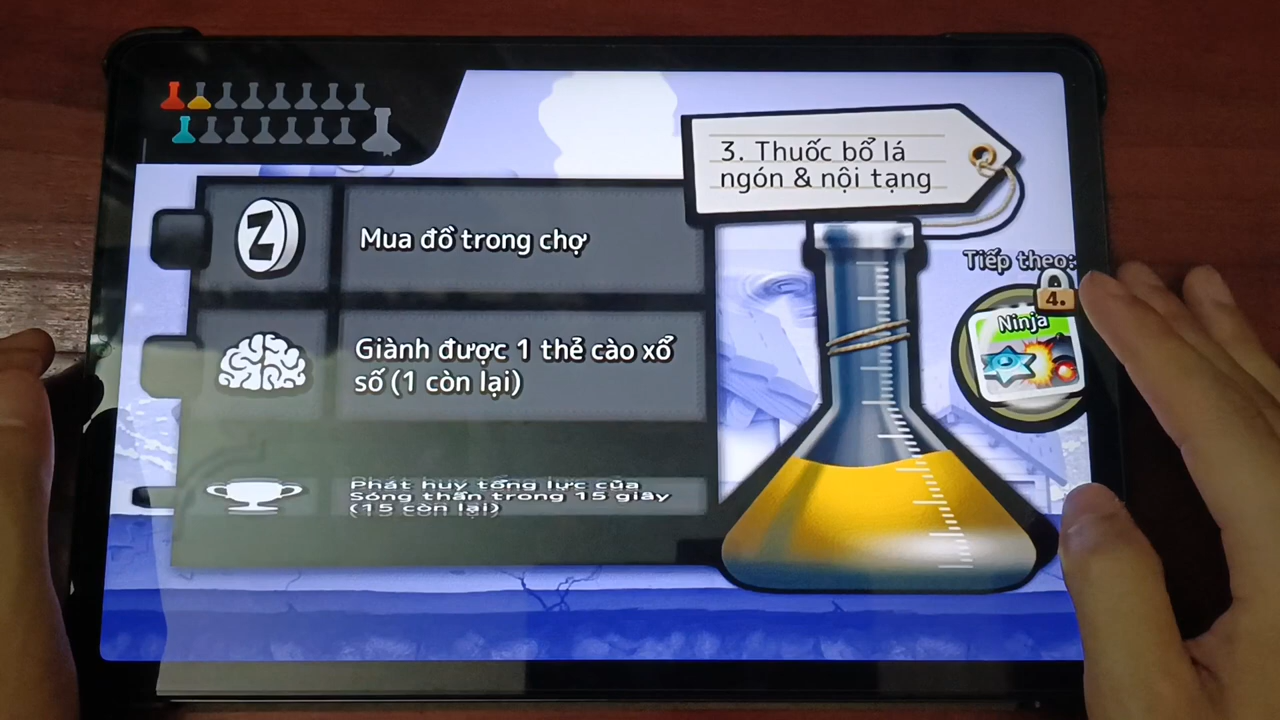 3. Thuốc bổ lá
ngón & nội tạng
Z
Mua đồ trong chợ
Tiếp theo:
4.
Ninja
Giành được 1 thẻ cào xổ
số (1 còn lại)
Phát huy tổng lực của
Sóng thần trong 15 giây
(15 còn lại)